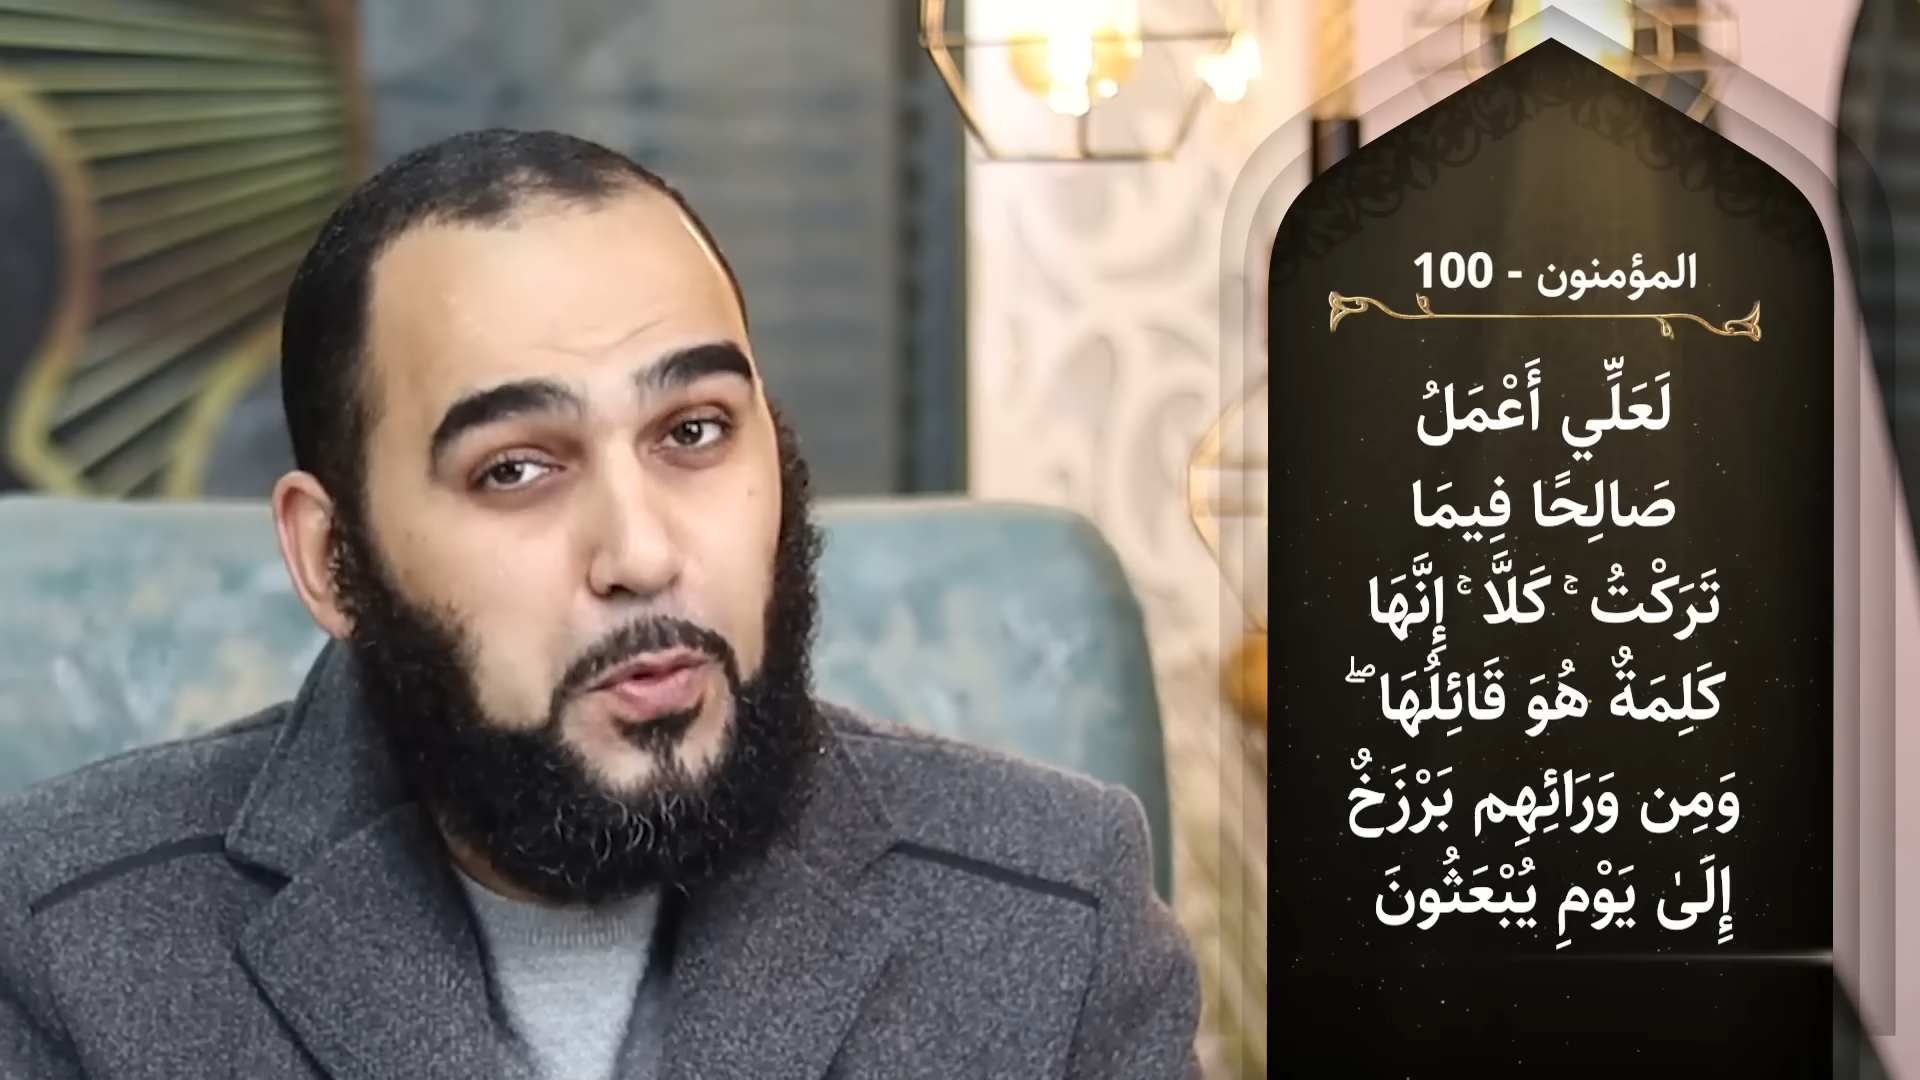 المؤمنون - 100
لَعَلِّي أَعْمَلُ
صَالِحًا فِيمَا
تَرَكْتُ ۚ كَلَّا ۚ إِنَّهَا
كَلِمَةٌ هُوَ قَائِلُهَا ۖ
وَمِن وَرَائِهِم بَرْزَخٌ
إِلَىٰ يَوْمِ يُبْعَثُونَ